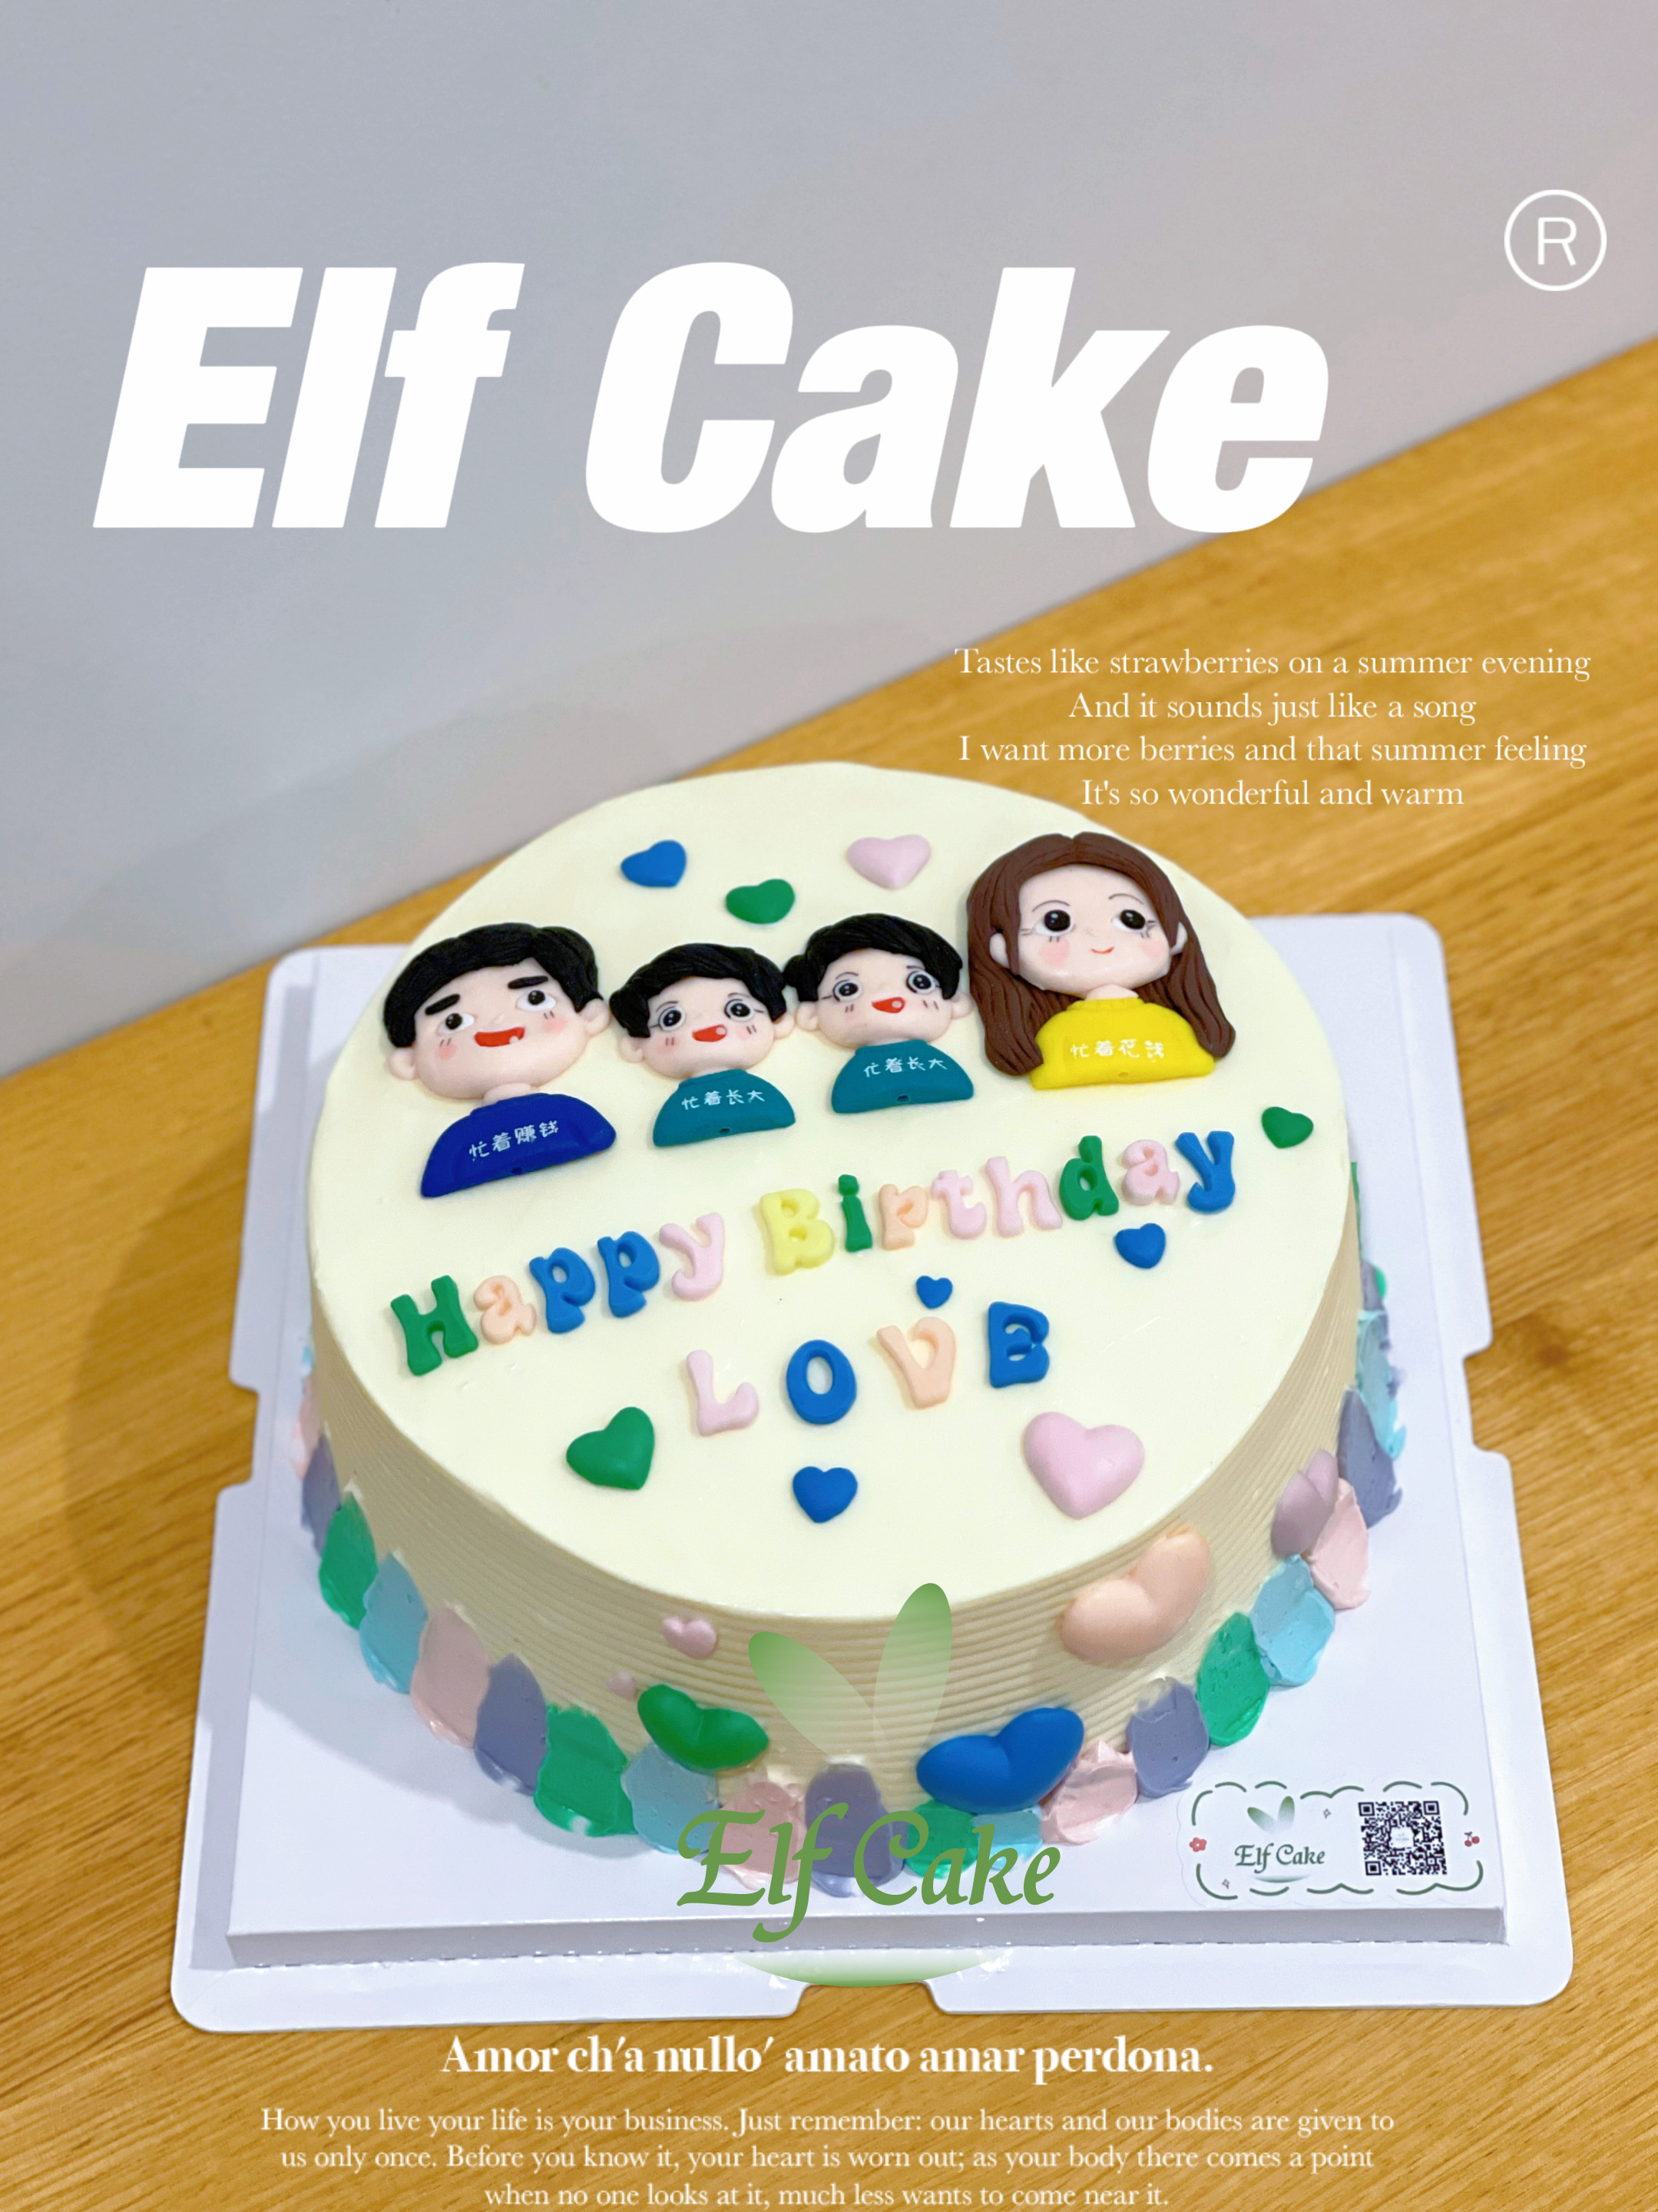 Elf Cake
R
Tastes like strawberries on a summer evening
And it sounds just like a song
I want more berries and that summer feeling
It's so wonderful and warm
忙着赚钱
忙着长大
忙着长大
忙着花钱
Happy Birthday
LOVE
Elf Cake
Elf Cake
Amor ch'a nullo' amato amar perdona.
How you live your life is your business. Just remember: our hearts and our bodies are given to
us only once. Before you know it, your heart is worn out; as your body there comes a point
when no one looks at it, much less wants to come near it.